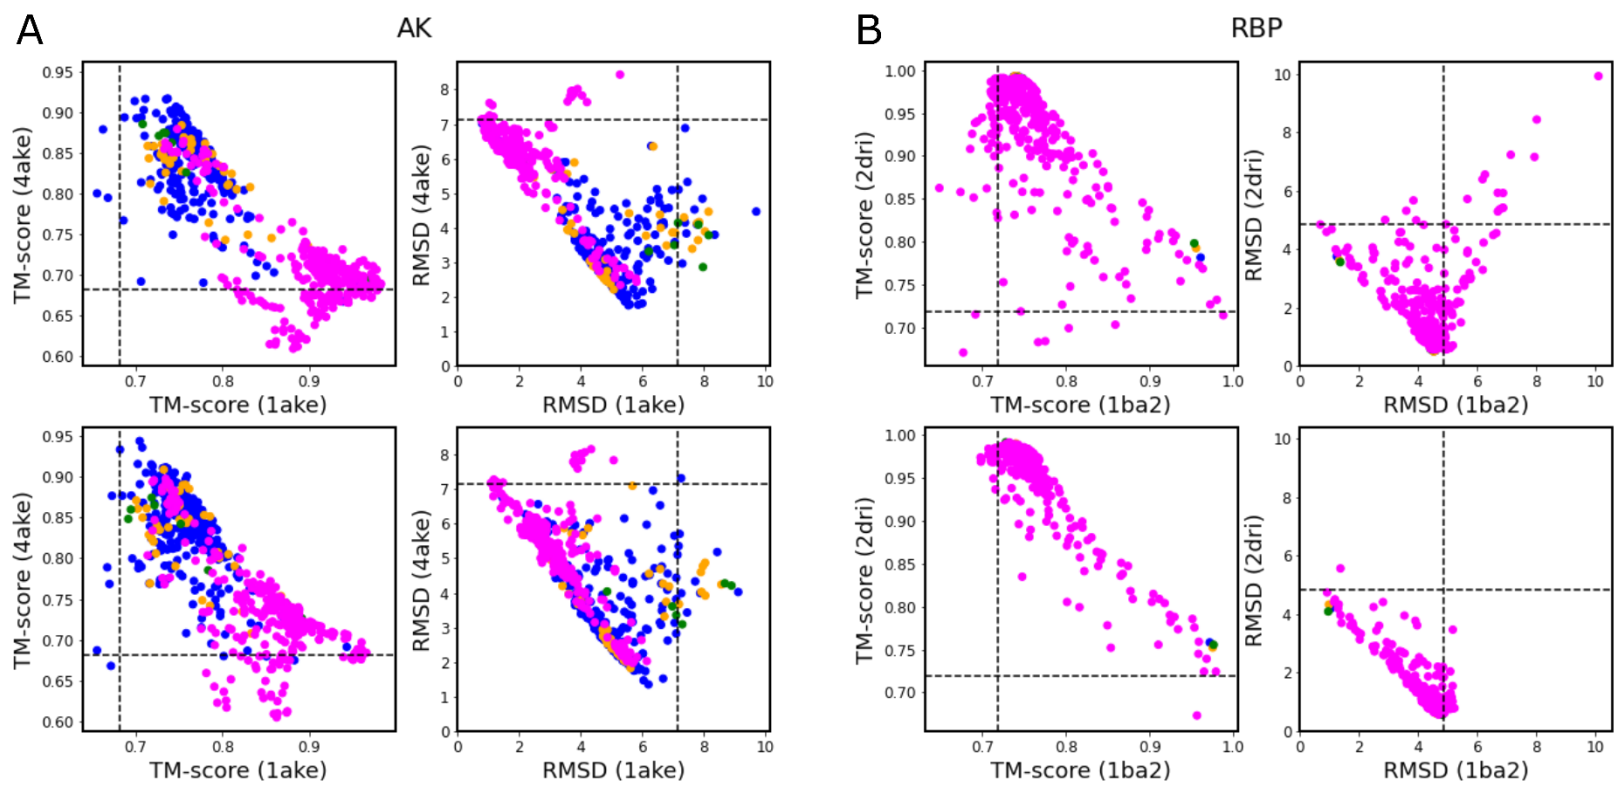 A
AK
0.95
0.90
0.85
0.80
0.75
0.70
0.65
0.60
TM-score (4ake)
0.7 0.8 0.9
TM-score (1ake)
8
7
6
5
4
3
2
1
0
RMSD (4ake)
0 2 4 6 8 10
RMSD (1ake)
0.95
0.90
0.85
0.80
0.75
0.70
0.65
0.60
TM-score (4ake)
0.7 0.8 0.9
TM-score (1ake)
8
7
6
5
4
3
2
1
0
RMSD (4ake)
0 2 4 6 8 10
RMSD (1ake)
B
RBP
1.00
0.95
0.90
0.85
0.80
0.75
0.70
TM-score (2dri)
0.7 0.8 0.9 1.0
TM-score (1ba2)
10
8
6
4
2
0
RMSD (2dri)
0 2 4 6 8 10
RMSD (1ba2)
1.00
0.95
0.90
0.85
0.80
0.75
0.70
TM-score (2dri)
0.7 0.8 0.9 1.0
TM-score (1ba2)
10
8
6
4
2
0
RMSD (2dri)
0 2 4 6 8 10
RMSD (1ba2)